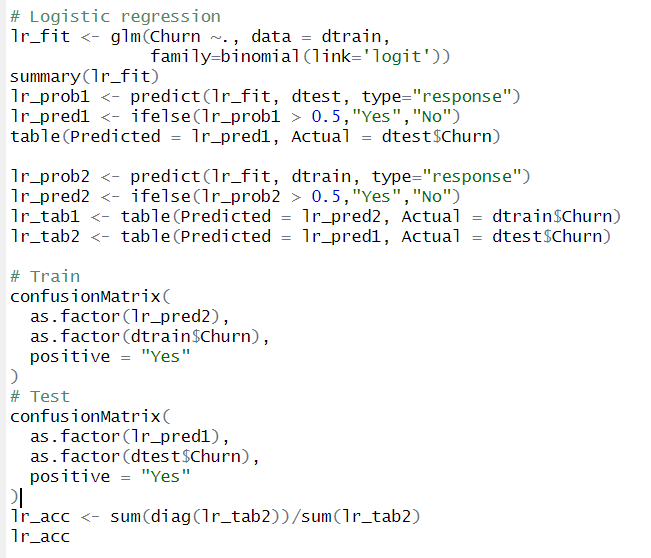 # Logistic regression
lr_fit <- glm(Churn ~., data = dtrain,
              family=binomial(link='logit'))
summary(lr_fit)
lr_prob1 <- predict(lr_fit, dtest, type="response")
lr_pred1 <- ifelse(lr_prob1 > 0.5,"Yes","No")
table(Predicted = lr_pred1, Actual = dtest$Churn)

lr_prob2 <- predict(lr_fit, dtrain, type="response")
lr_pred2 <- ifelse(lr_prob2 > 0.5,"Yes","No")
lr_tab1 <- table(Predicted = lr_pred2, Actual = dtrain$Churn)
lr_tab2 <- table(Predicted = lr_pred1, Actual = dtest$Churn)

# Train
confusionMatrix(
  as.factor(lr_pred2),
  as.factor(dtrain$Churn),
  positive = "Yes"
)
# Test
confusionMatrix(
  as.factor(lr_pred1),
  as.factor(dtest$Churn),
  positive = "Yes"
)
lr_acc <- sum(diag(lr_tab2))/sum(lr_tab2)
lr_acc